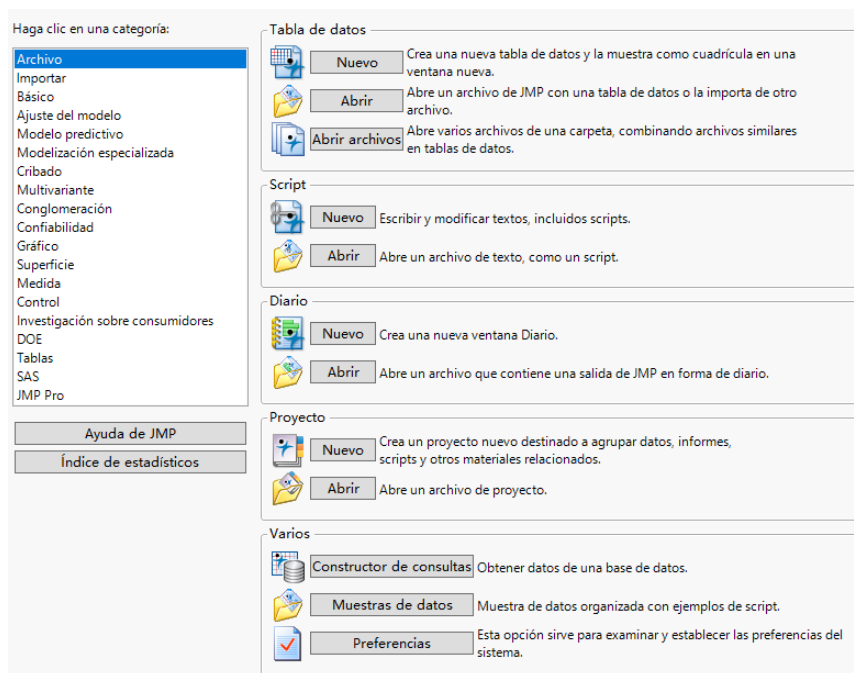 Haga clic en una categoría:
Archivo
Importar
Básico
Ajuste del modelo
Modelo predictivo
Modelización especializada
Cribado
Multivariante
Conglomeración
Confiabilidad
Gráfico
Superficie
Medida
Control
Investigación sobre consumidores
DOE
Tablas
SAS
JMP Pro
Ayuda de JMP
Índice de estadísticos
Tabla de datos
Nuevo
Crea una nueva tabla de datos y la muestra como cuadrícula en una
ventana nueva.
Abrir
Abre un archivo de JMP con una tabla de datos o la importa de otro
archivo.
Abrir archivos
Abre varios archivos de una carpeta, combinando archivos similares
en tablas de datos.
Script
Nuevo
Escribir y modificar textos, incluidos scripts.
Abrir
Abre un archivo de texto, como un script.
Diario
Nuevo
Crea una nueva ventana Diario.
Abrir
Abre un archivo que contiene una salida de JMP en forma de diario.
Proyecto
Nuevo
Crea un proyecto nuevo destinado a agrupar datos, informes,
scripts y otros materiales relacionados.
Abrir
Abre un archivo de proyecto.
Varios
Constructor de consultas
Obtener datos de una base de datos.
Muestras de datos
Muestra de datos organizada con ejemplos de script.
Preferencias
Esta opción sirve para examinar y establecer las preferencias del
sistema.